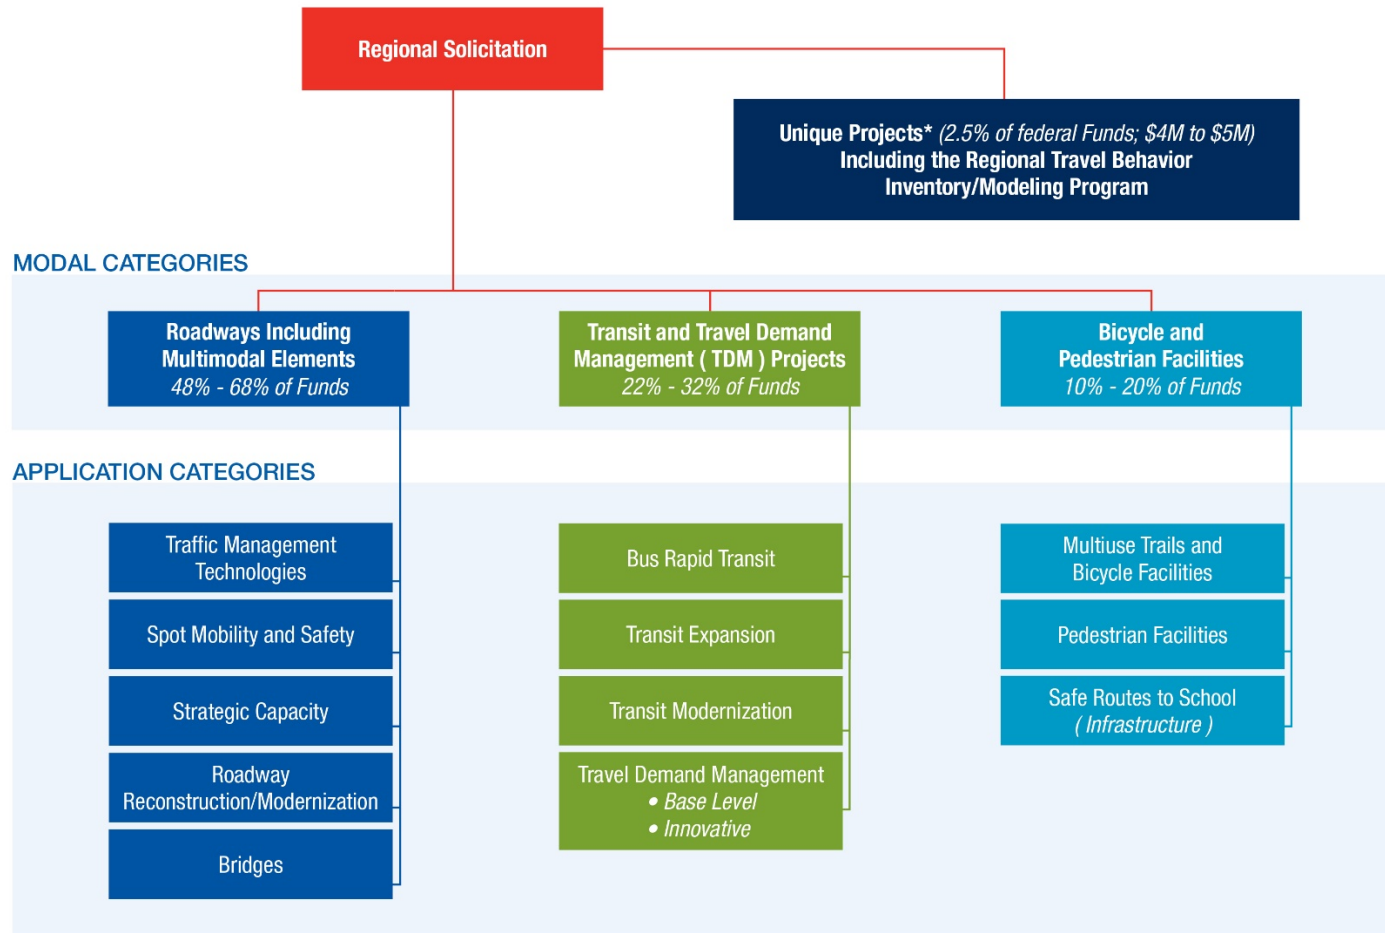 Regional Solicitation
Unique Projects* (2.5% of federal Funds; $4M to $5M)
Including the Regional Travel Behavior
Inventory/Modeling Program
MODAL CATEGORIES
Roadways Including
Multimodal Elements
48% - 68% of Funds
Transit and Travel Demand
Management ( TDM ) Projects
22% - 32% of Funds
Bicycle and
Pedestrian Facilities
10% - 20% of Funds
APPLICATION CATEGORIES
Traffic Management
Technologies
Spot Mobility and Safety
Strategic Capacity
Roadway
Reconstruction/Modernization
Bridges
Bus Rapid Transit
Transit Expansion
Transit Modernization
Travel Demand Management
• Base Level
• Innovative
Multiuse Trails and
Bicycle Facilities
Pedestrian Facilities
Safe Routes to School
( Infrastructure )